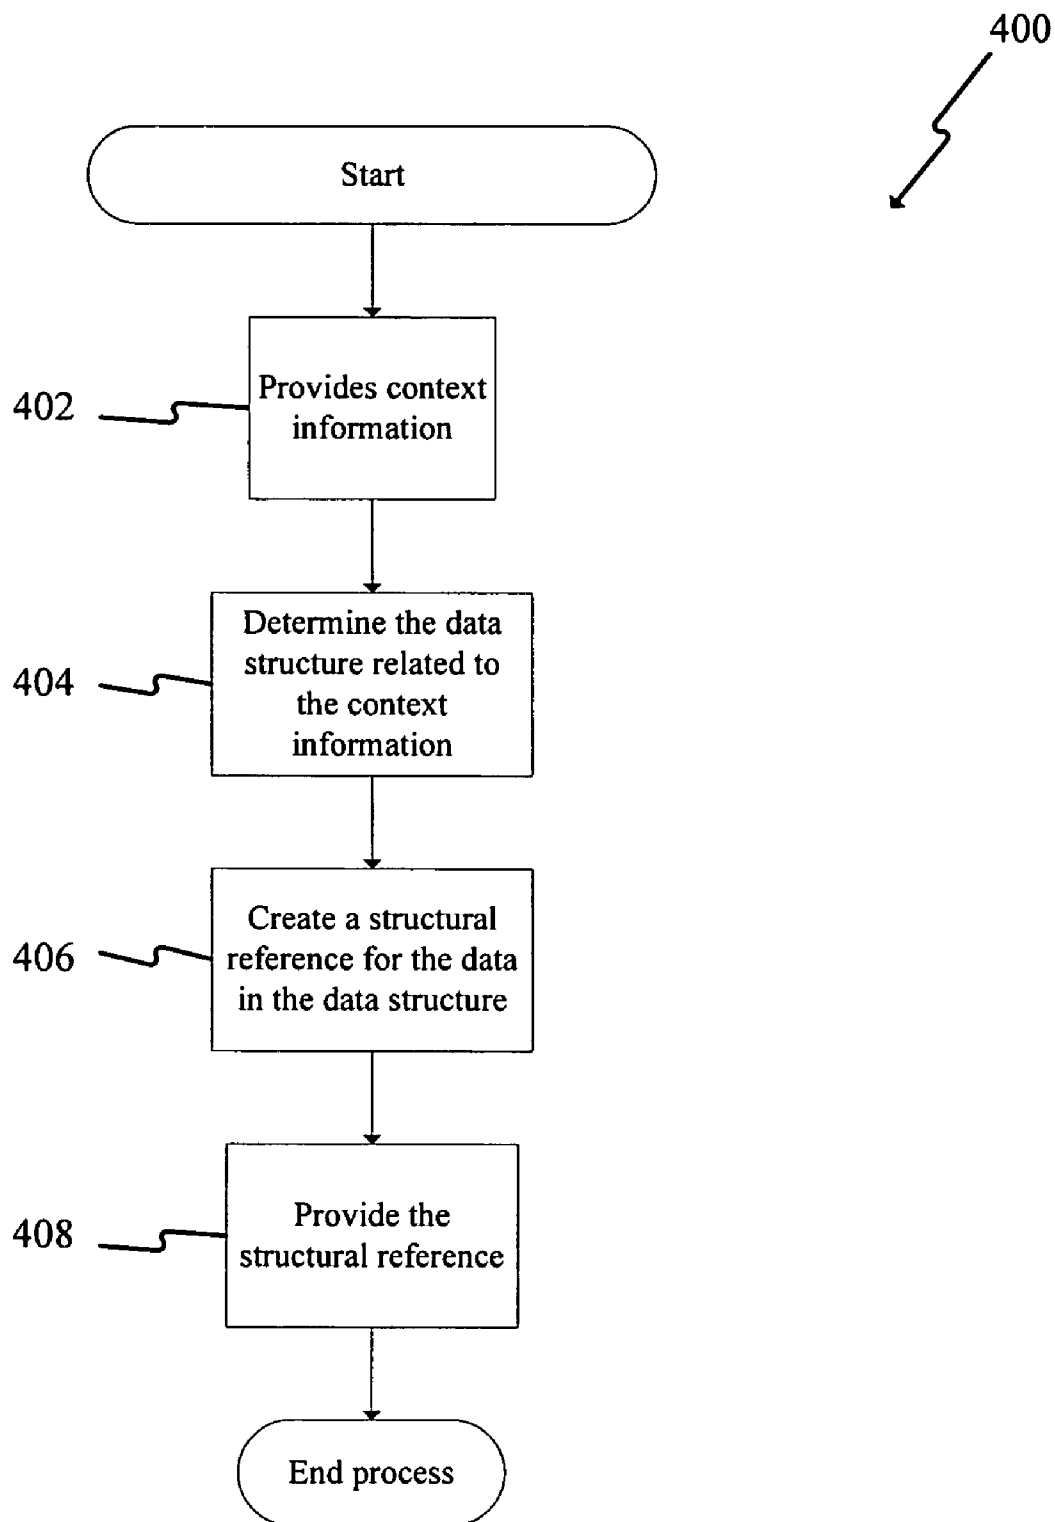 400
Start
402
Provides context
information
404
Determine the data
structure related to
the context
information
406
Create a structural
reference for the data
in the data structure
408
Provide the
structural reference
End process